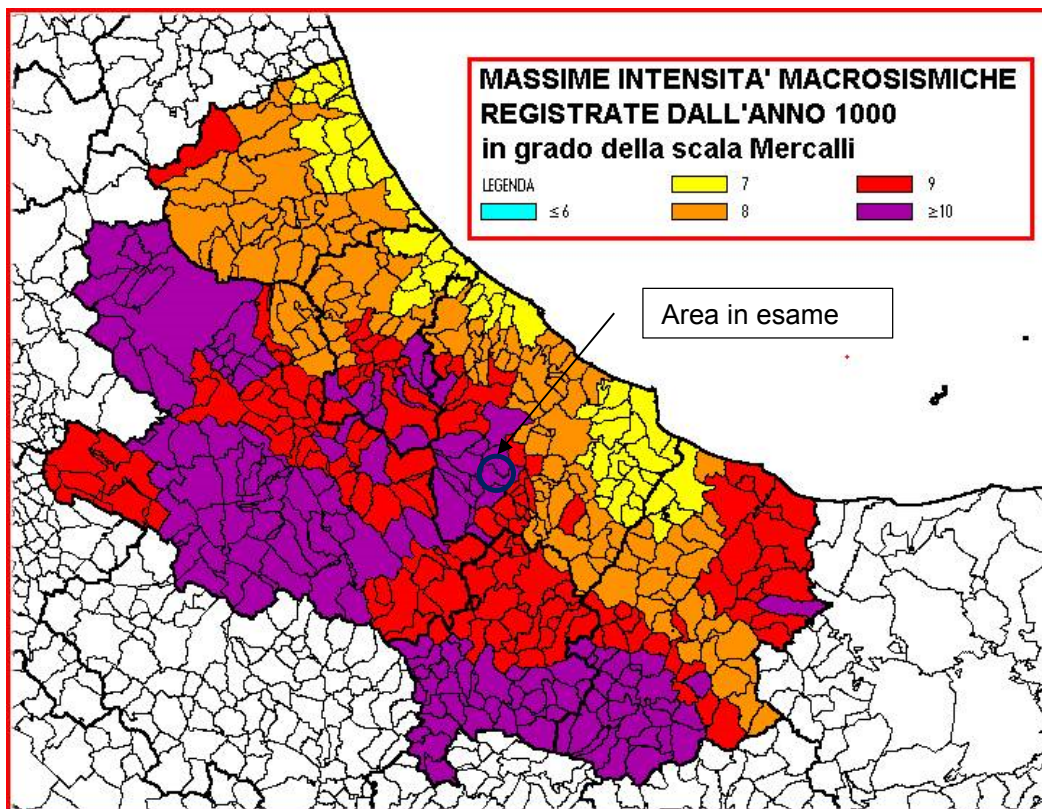 MASSIME INTENSITA' MACROSISMICHE
REGISTRATE DALL'ANNO 1000
in grado della scala Mercalli
LEGENDA
≤ 6
7
8
9
≥10
Area in esame